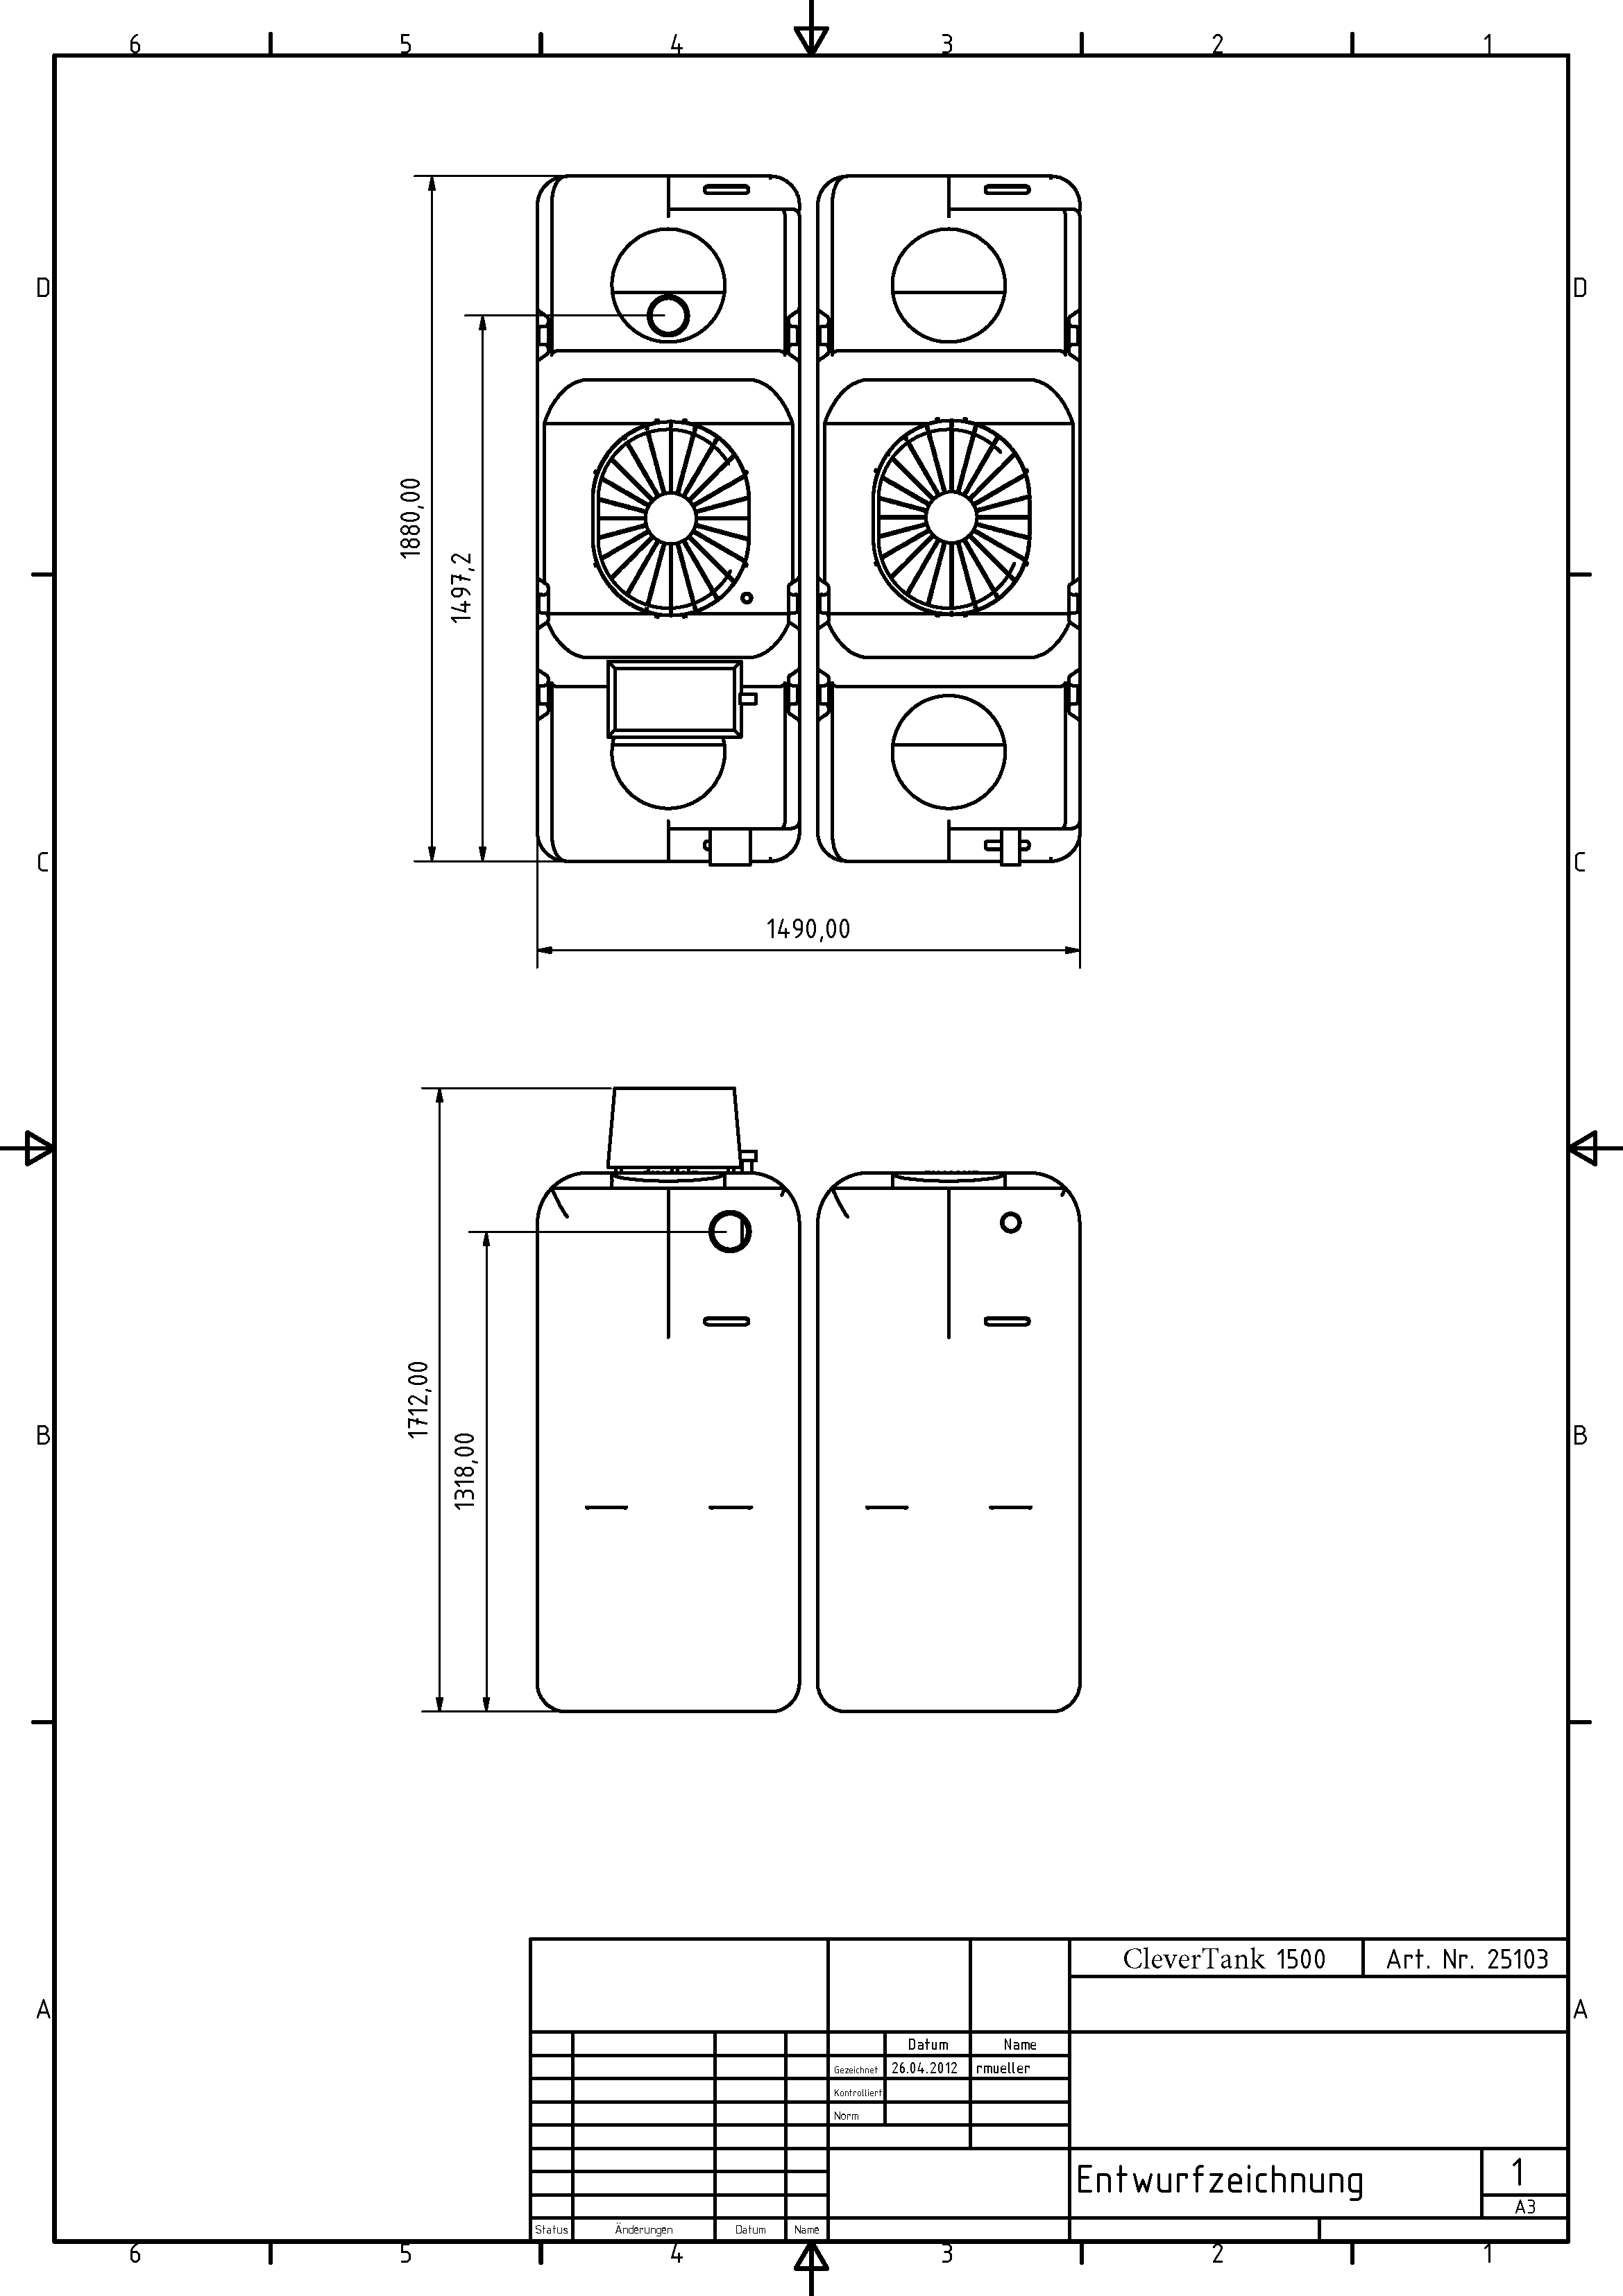 6 5 4 3 2 1
D D
1880,00
1497,2
C C
1490,00
1712,00
1318,00
B B
CleverTank 1500 Art. Nr. 25103
A A
Datum Name
Gezeichnet 26.04.2012 rmueller
Kontrolliert
Norm
Entwurfzeichnung 1
A3
Status Änderungen Datum Name
6 5 4 3 2 1